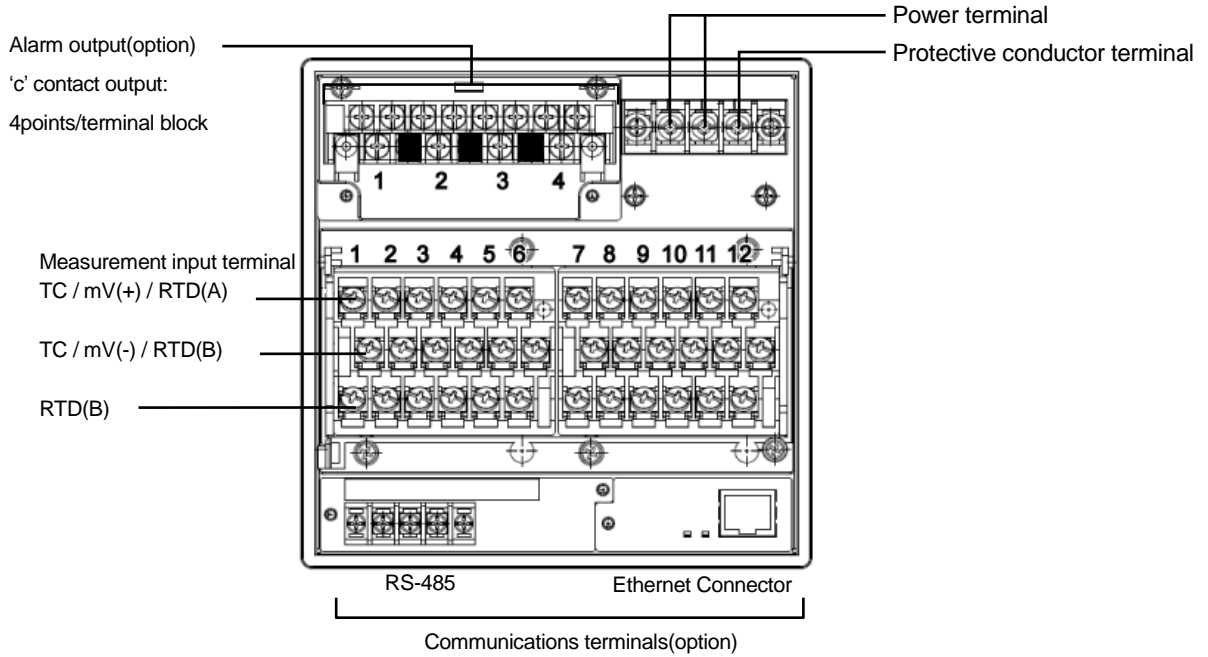 Power terminal
Alarm output(option)
Protective conductor terminal
‘c’ contact output:
4points/terminal block
1 2 3 4
1 2 3 4 5 6 7 8 9 10 11 12
Measurement input terminal
TC / mV(+) / RTD(A)
TC / mV(-) / RTD(B)
RTD(B)
RS-485 Ethernet Connector
Communications terminals(option)